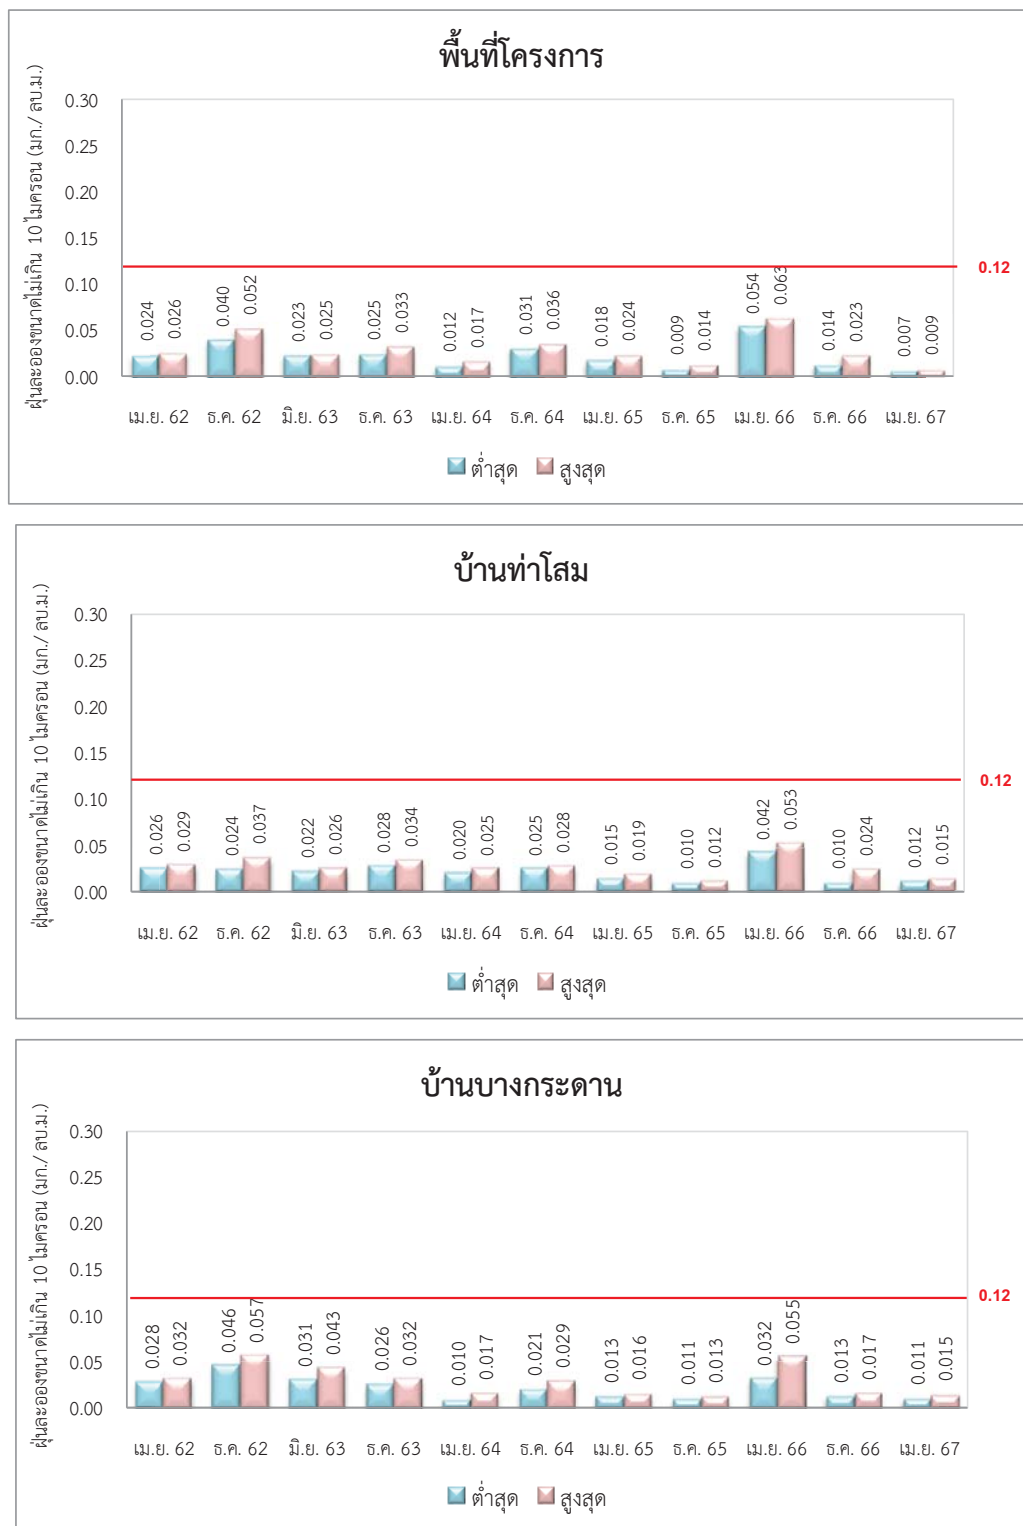 พื้นที่โครงการ
ฝุ่นละอองขนาดไม่เกิน 10 ไมครอน (มก./ ลบ.ม.)
0.30
0.25
0.20
0.15
0.10
0.05
0.00
0.12
0.024 0.026 0.040 0.052 0.023 0.025 0.025 0.033 0.012 0.017 0.031 0.036 0.018 0.024 0.009 0.014 0.054 0.063 0.014 0.023 0.007 0.009
เม.ย. 62 ธ.ค. 62 มิ.ย. 63 ธ.ค. 63 เม.ย. 64 ธ.ค. 64 เม.ย. 65 ธ.ค. 65 เม.ย. 66 ธ.ค. 66 เม.ย. 67
ต่ำสุด สูงสุด
บ้านท่าโสม
ฝุ่นละอองขนาดไม่เกิน 10 ไมครอน (มก./ ลบ.ม.)
0.30
0.25
0.20
0.15
0.10
0.05
0.00
0.12
0.026 0.029 0.024 0.037 0.022 0.026 0.028 0.034 0.020 0.025 0.025 0.028 0.015 0.019 0.010 0.012 0.042 0.053 0.010 0.024 0.012 0.015
เม.ย. 62 ธ.ค. 62 มิ.ย. 63 ธ.ค. 63 เม.ย. 64 ธ.ค. 64 เม.ย. 65 ธ.ค. 65 เม.ย. 66 ธ.ค. 66 เม.ย. 67
ต่ำสุด สูงสุด
บ้านบางกระดาน
ฝุ่นละอองขนาดไม่เกิน 10 ไมครอน (มก./ ลบ.ม.)
0.30
0.25
0.20
0.15
0.10
0.05
0.00
0.12
0.028 0.032 0.046 0.057 0.031 0.043 0.026 0.032 0.010 0.017 0.021 0.029 0.013 0.016 0.011 0.013 0.032 0.055 0.013 0.017 0.011 0.015
เม.ย. 62 ธ.ค. 62 มิ.ย. 63 ธ.ค. 63 เม.ย. 64 ธ.ค. 64 เม.ย. 65 ธ.ค. 65 เม.ย. 66 ธ.ค. 66 เม.ย. 67
ต่ำสุด สูงสุด